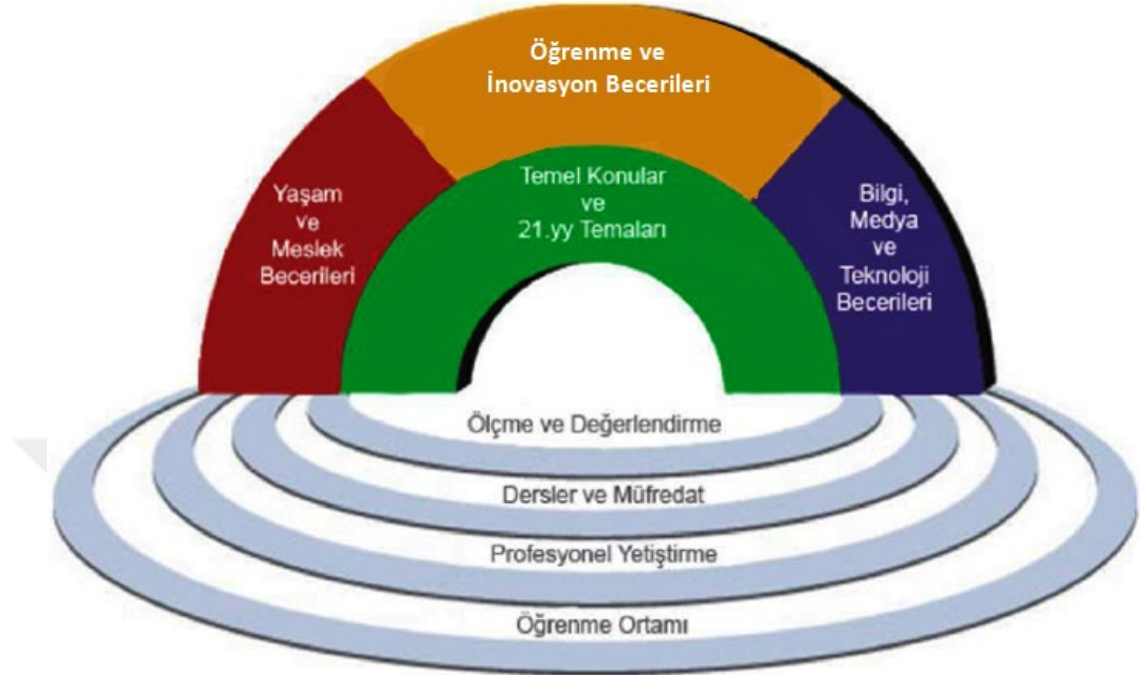 Öğrenme ve
İnovasyon Becerileri
Yaşam
ve
Meslek
Becerileri
Temel Konular
ve
21.yy Temaları
Bilgi,
Medya
ve
Teknoloji
Becerileri
Ölçme ve Değerlendirme
Dersler ve Müfredat
Profesyonel Yetiştirme
Öğrenme Ortamı